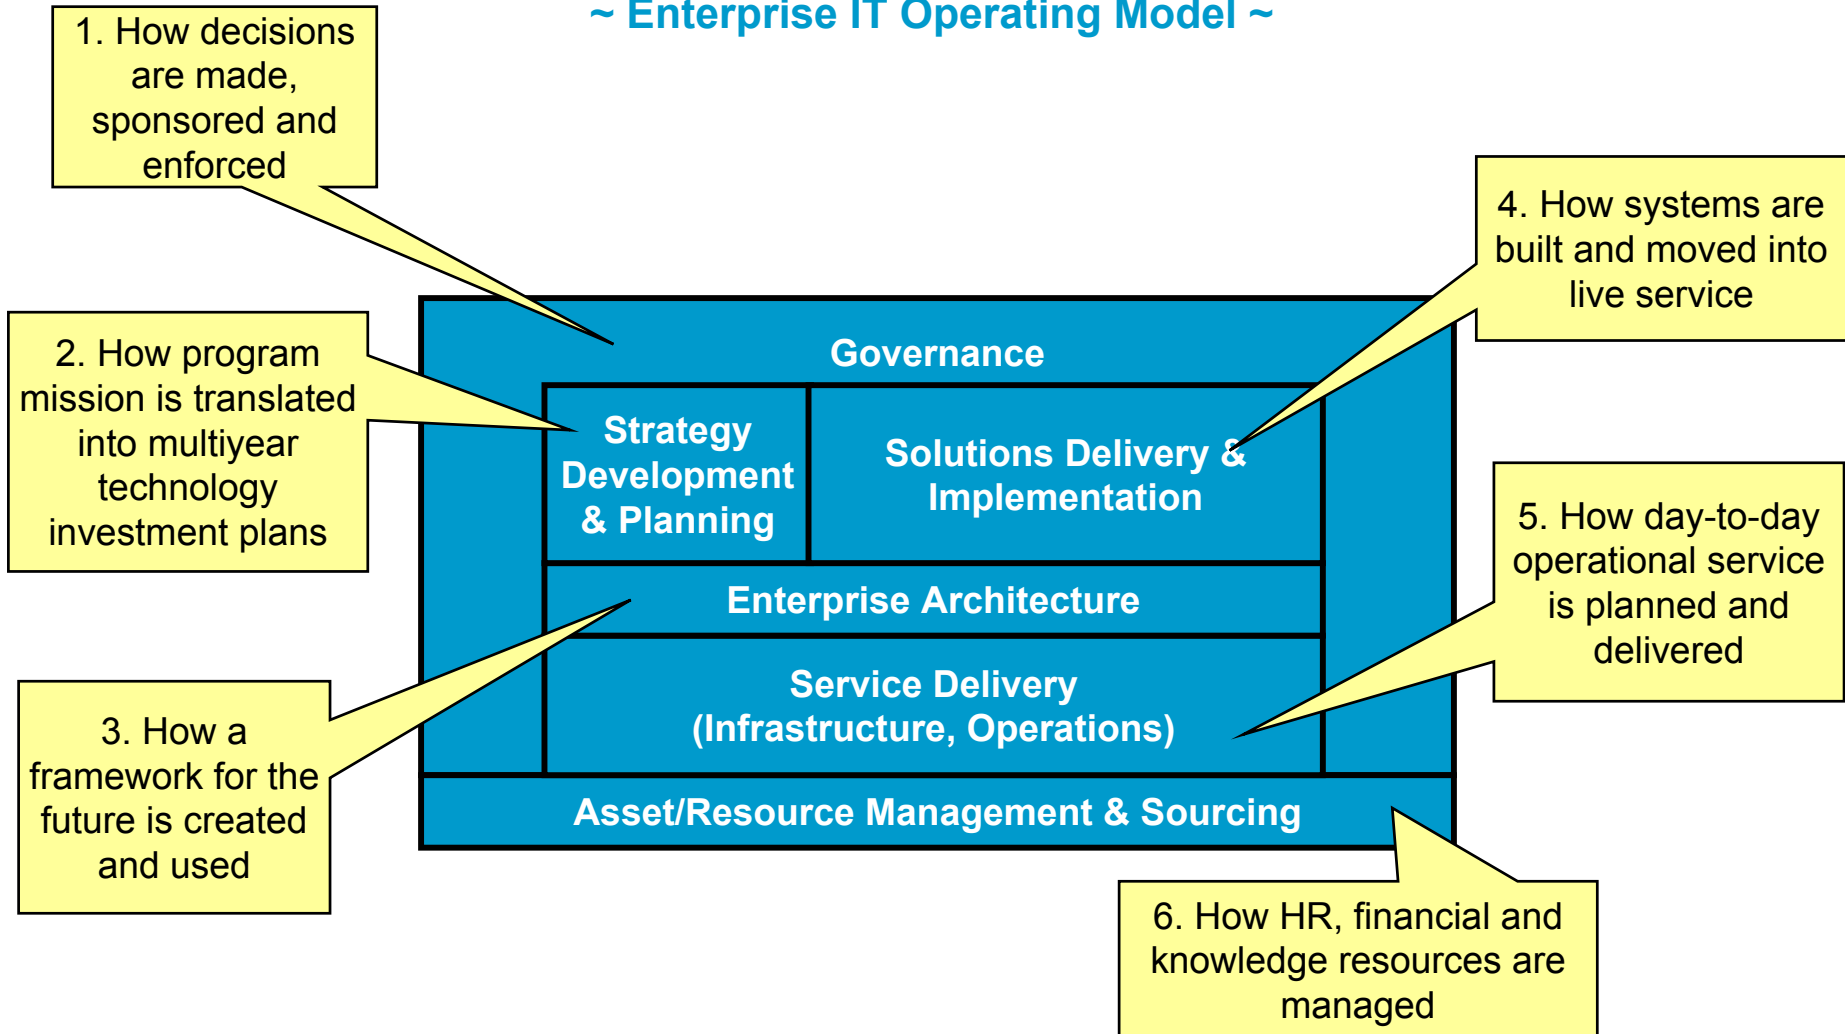 ~ Enterprise IT Operating Model ~
1. How decisions
are made,
sponsored and
enforced
2. How program
mission is translated
into multiyear
technology
investment plans
3. How a
framework for the
future is created
and used
4. How systems are
built and moved into
live service
5. How day-to-day
operational service
is planned and
delivered
6. How HR, financial and
knowledge resources are
managed
Governance
Strategy
Development
& Planning
Solutions Delivery &
Implementation
Enterprise Architecture
Service Delivery
(Infrastructure, Operations)
Asset/Resource Management & Sourcing